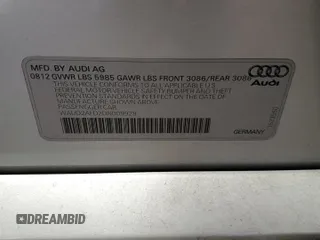 MFD. BY AUDI AG
08 12 GVWR LBS 5985 GAWR LBS FRONT 3086/REAR 3086
THIS VEHICLE CONFORMS TO ALL APPLICABLE U.S.
FEDERAL MOTOR VEHICLE SAFETY BUMPER AND THEFT
PREVENTION STANDARDS IN EFFECT ON THE DATE OF
MANUFACTURE SHOWN ABOVE
PASSENGER CAR
Audi
DREAMBID